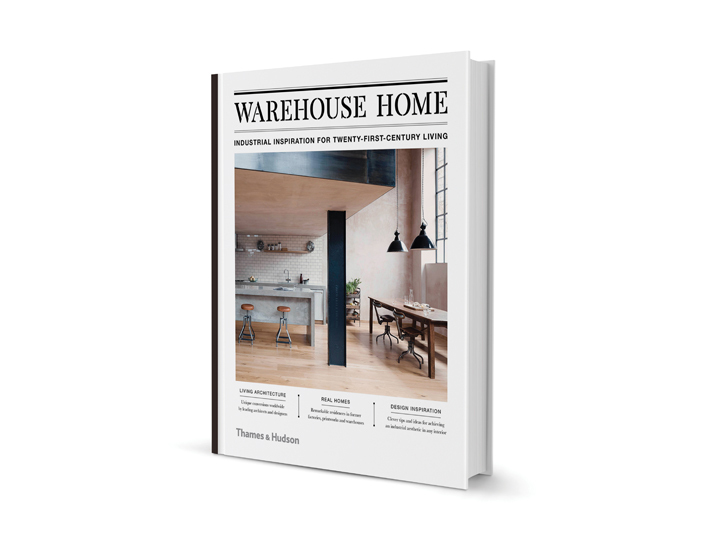 WAREHOUSE HOME
INDUSTRIAL INSPIRATION FOR TWENTY-FIRST-CENTURY LIVING
LIVING ARCHITECTURE
Unique conversions worldwide
by leading architects and designers
REAL HOMES
Remarkable residences in former
factories, printworks and warehouses
DESIGN INSPIRATION
Clever tips and ideas for achieving
an industrial aesthetic in any interior
Thames & Hudson